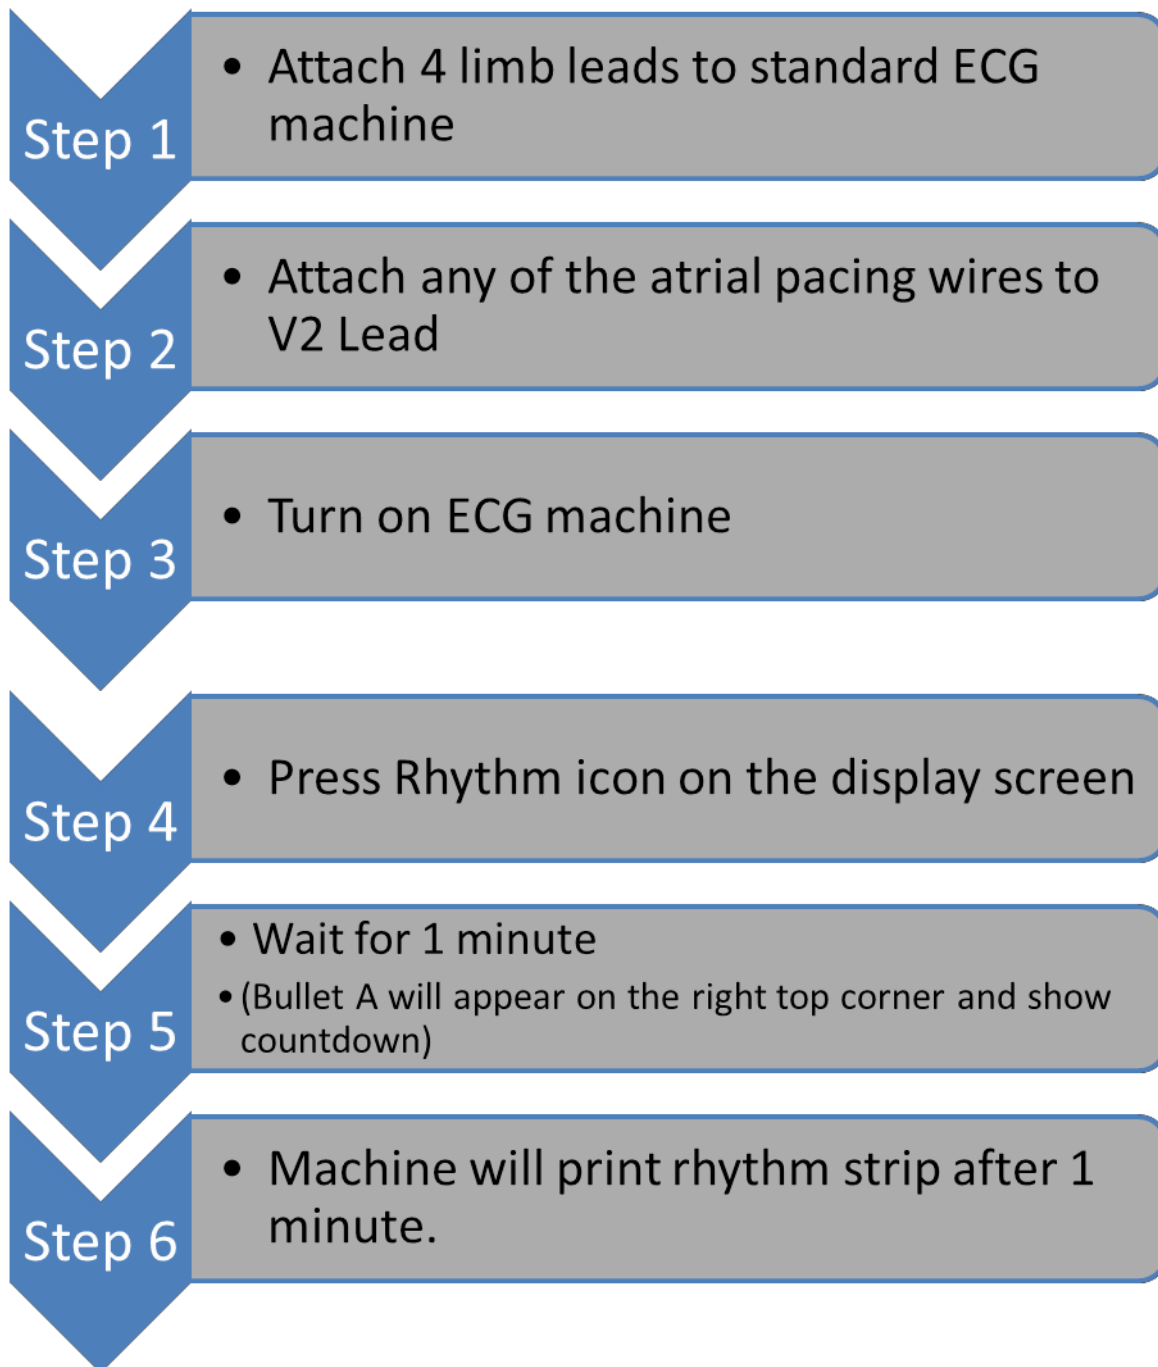 Step 1
• Attach 4 limb leads to standard ECG
machine
Step 2
• Attach any of the atrial pacing wires to
V2 Lead
Step 3
• Turn on ECG machine
Step 4
• Press Rhythm icon on the display screen
Step 5
• Wait for 1 minute
• (Bullet A will appear on the right top corner and show
countdown)
Step 6
• Machine will print rhythm strip after 1
minute.